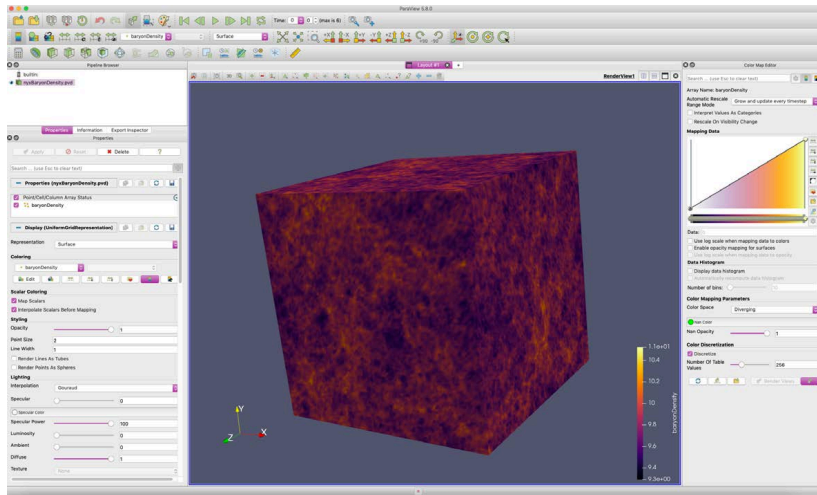 ParaView 5.8.0
Time: 0 0 (max is 6)
baryonDensity Surface
Pipeline Browser
Layout #1
Color Map Editor
builtin:
nyxBaryonDensity.pvd
RenderView1
Search ... (use Esc to clear text)
Array Name: baryonDensity
Automatic Rescale Range Mode Grow and update every timestep
Interpret Values As Categories
Rescale On Visibility Change
Mapping Data
Properties Information Export Inspector
Properties
Apply Reset Delete ?
Search ... (use Esc to clear text)
Properties (nyxBaryonDensity.pvd)
Point/Cell/Column Array Status
baryonDensity
Display (UniformGridRepresentation)
Representation Surface
Coloring
baryonDensity
Edit
Scalar Coloring
Map Scalars
Interpolate Scalars Before Mapping
Styling
Opacity 1
Point Size 2
Line Width 1
Render Lines As Tubes
Render Points As Spheres
Lighting
Interpolation Gouraud
Specular 0
Specular Color
Specular Power 100
Luminosity 0
Ambient 0
Diffuse 1
Texture None
Y
Z X
1.1e+01
10.4
10.2
10
9.8
9.6
9.4
9.3e+00
baryonDensity
Data:
Use log scale when mapping data to colors
Enable opacity mapping for surfaces
Use log scale when mapping data to opacity
Data Histogram
Display data histogram
Automatically recompute data histogram
Number of bins: 10
Color Mapping Parameters
Color Space Diverging
Nan Color
Nan Opacity 1
Color Discretization
Discretize
Number Of Table Values 256
Render Views